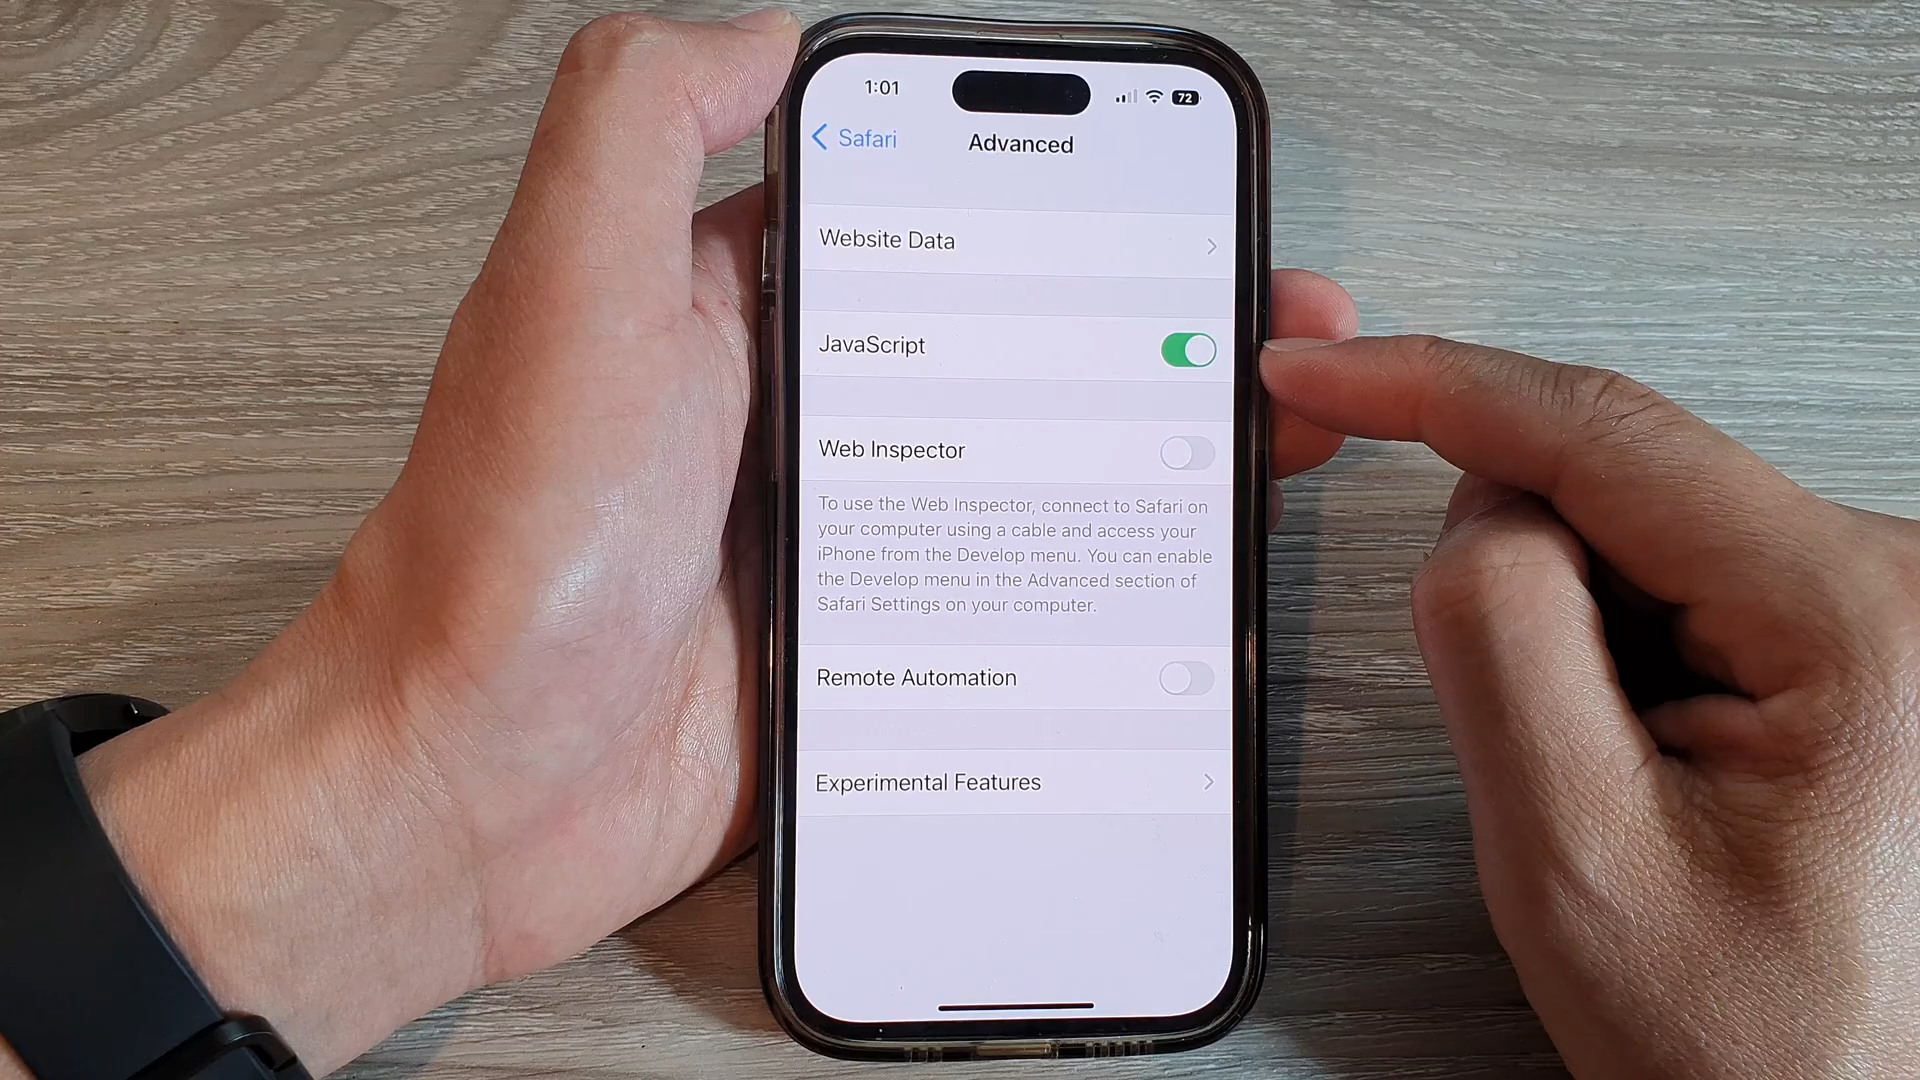 1:01
72
Safari
Advanced
Website Data
JavaScript
Web Inspector
To use the Web Inspector, connect to Safari on
your computer using a cable and access your
iPhone from the Develop menu. You can enable
the Develop menu in the Advanced section of
Safari Settings on your computer.
Remote Automation
Experimental Features